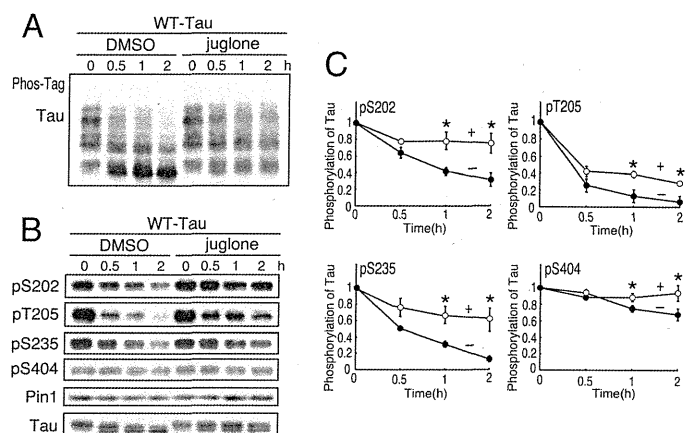 A
WT-Tau
DMSO juglone
0 0.5 1 2 0 0.5 1 2 h
Phos-Tag
Tau
B
WT-Tau
DMSO juglone
0 0.5 1 2 0 0.5 1 2 h
pS202
pT205
pS235
pS404
Pin1
Tau
C
pS202
Phosphorylation of Tau
1
0.8
0.6
0.4
0.2
0
* *
+
−
0 0.5 1 2
Time(h)
pT205
Phosphorylation of Tau
1
0.8
0.6
0.4
0.2
0
* *
+
−
0 0.5 1 2
Time(h)
pS235
Phosphorylation of Tau
1
0.8
0.6
0.4
0.2
0
* *
+
−
0 0.5 1 2
Time(h)
pS404
Phosphorylation of Tau
1
0.8
0.6
0.4
0.2
0
* *
+
−
0 0.5 1 2
Time(h)